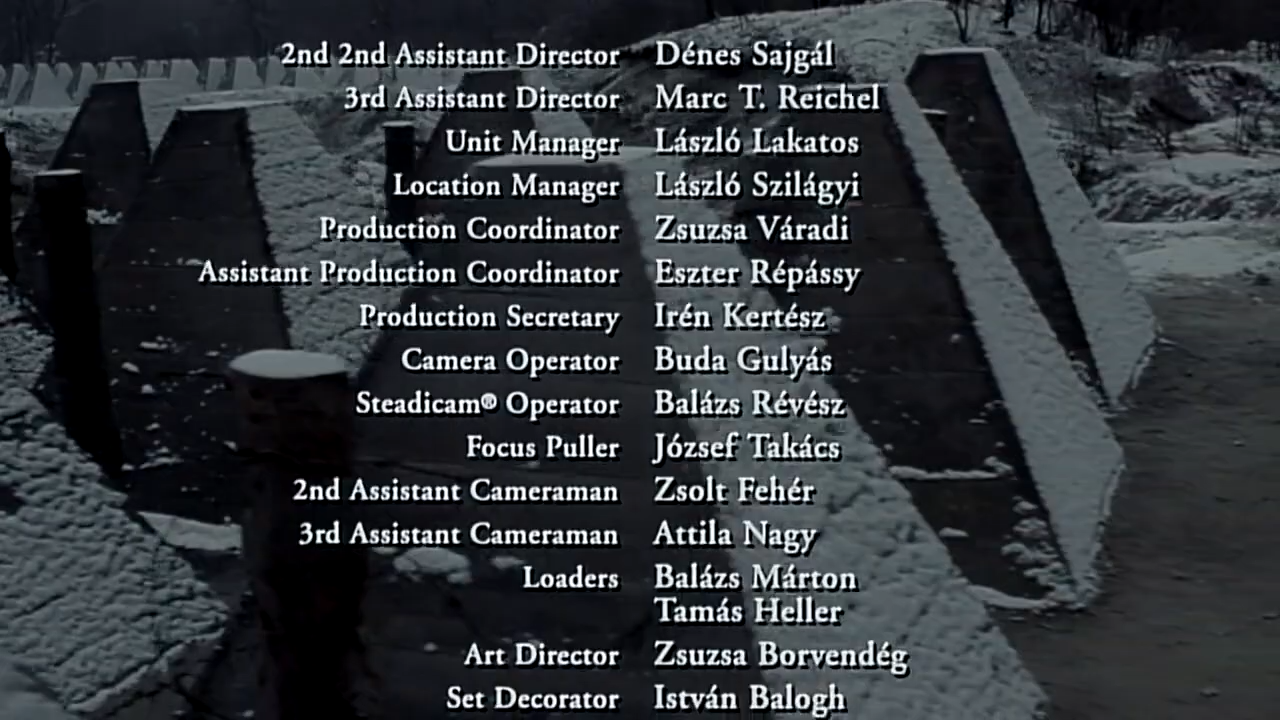 2nd 2nd Assistant Director Dénes Sajgál
3rd Assistant Director Marc T. Reichel
Unit Manager László Lakatos
Location Manager László Szilágyi
Production Coordinator Zsuzsa Váradi
Assistant Production Coordinator Eszter Répássy
Production Secretary Irén Kertész
Camera Operator Buda Gulyás
Steadicam® Operator Balázs Révész
Focus Puller József Takács
2nd Assistant Cameraman Zsolt Fehér
3rd Assistant Cameraman Attila Nagy
Loaders Balázs Márton
Tamás Heller
Art Director Zsuzsa Borvendég
Set Decorator István Balogh